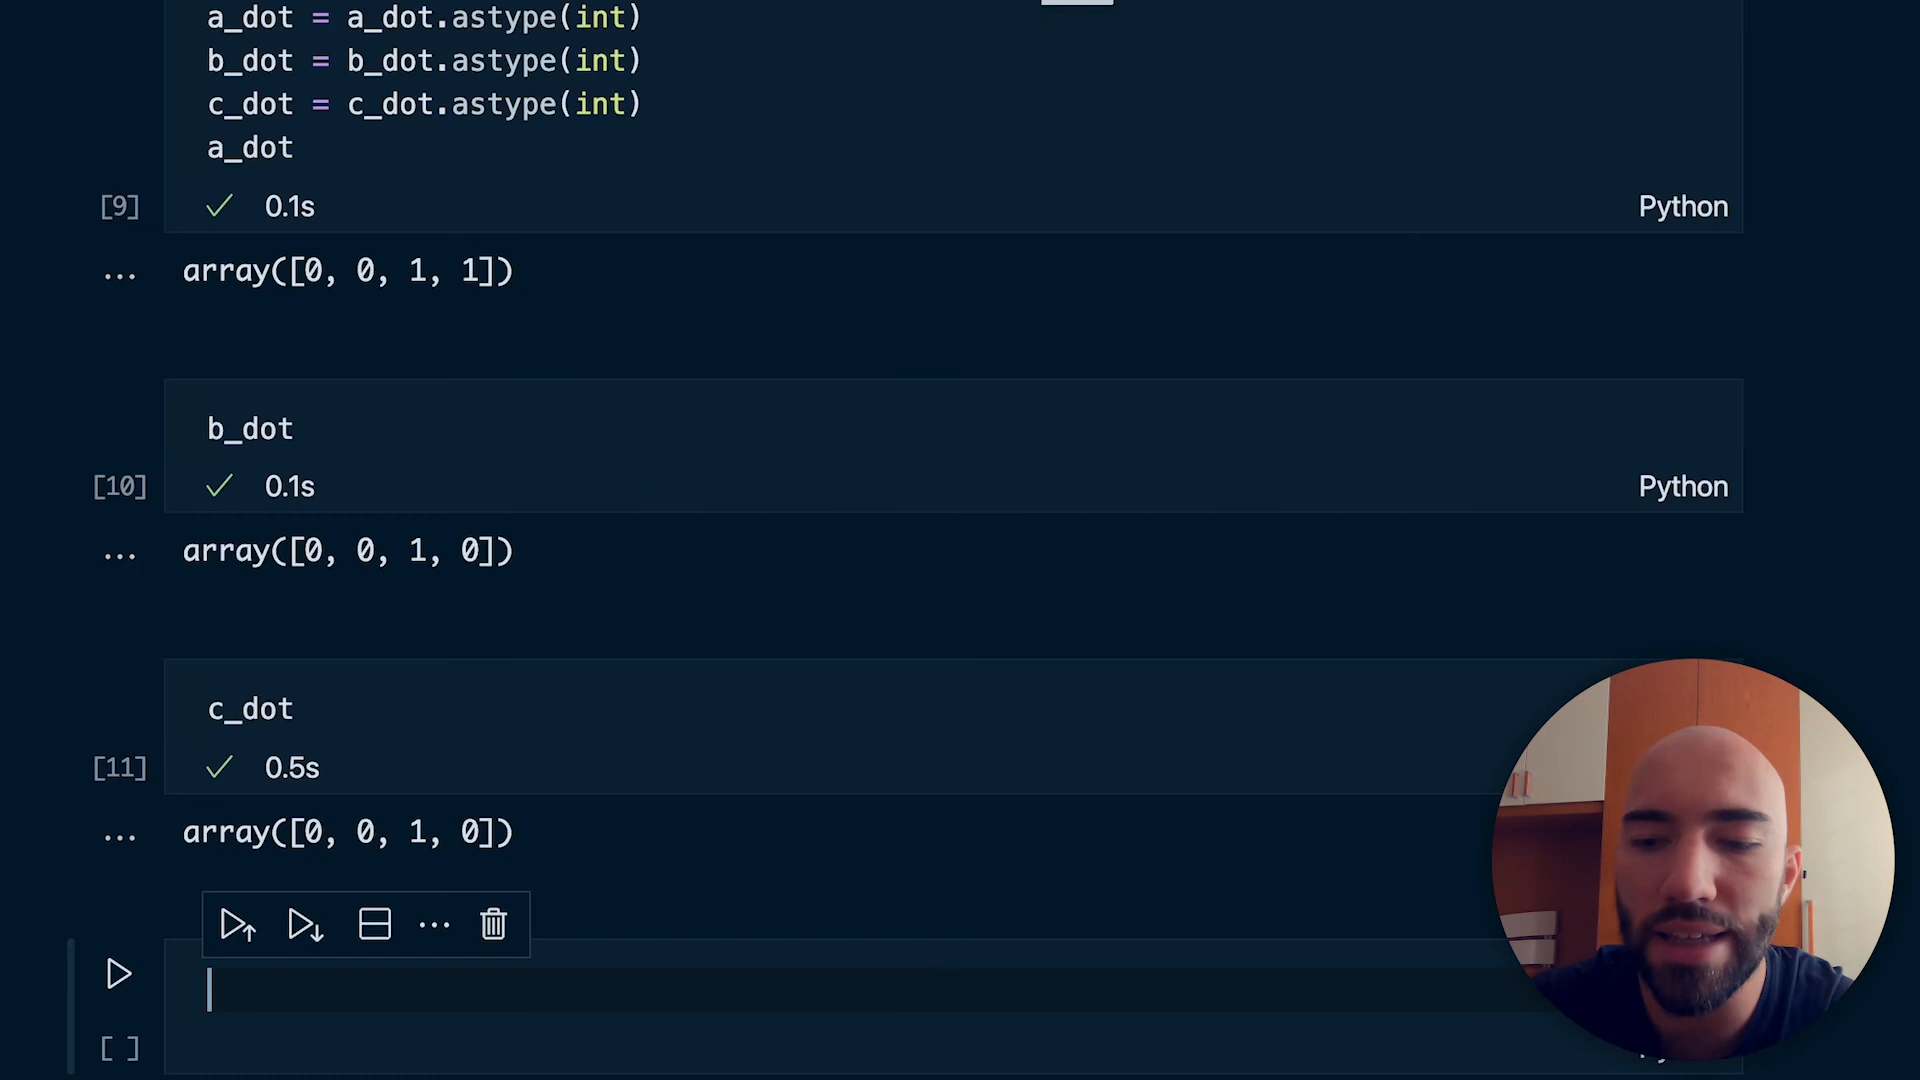 a_dot = a_dot.astype(int)
b_dot = b_dot.astype(int)
c_dot = c_dot.astype(int)
a_dot
[9] 0.1s Python
... array([0, 0, 1, 1])
b_dot
[10] 0.1s Python
... array([0, 0, 1, 0])
c_dot
[11] 0.5s
... array([0, 0, 1, 0])
[ ]